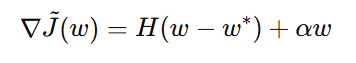 ∇J̃(w) = H(w − w*) + αw